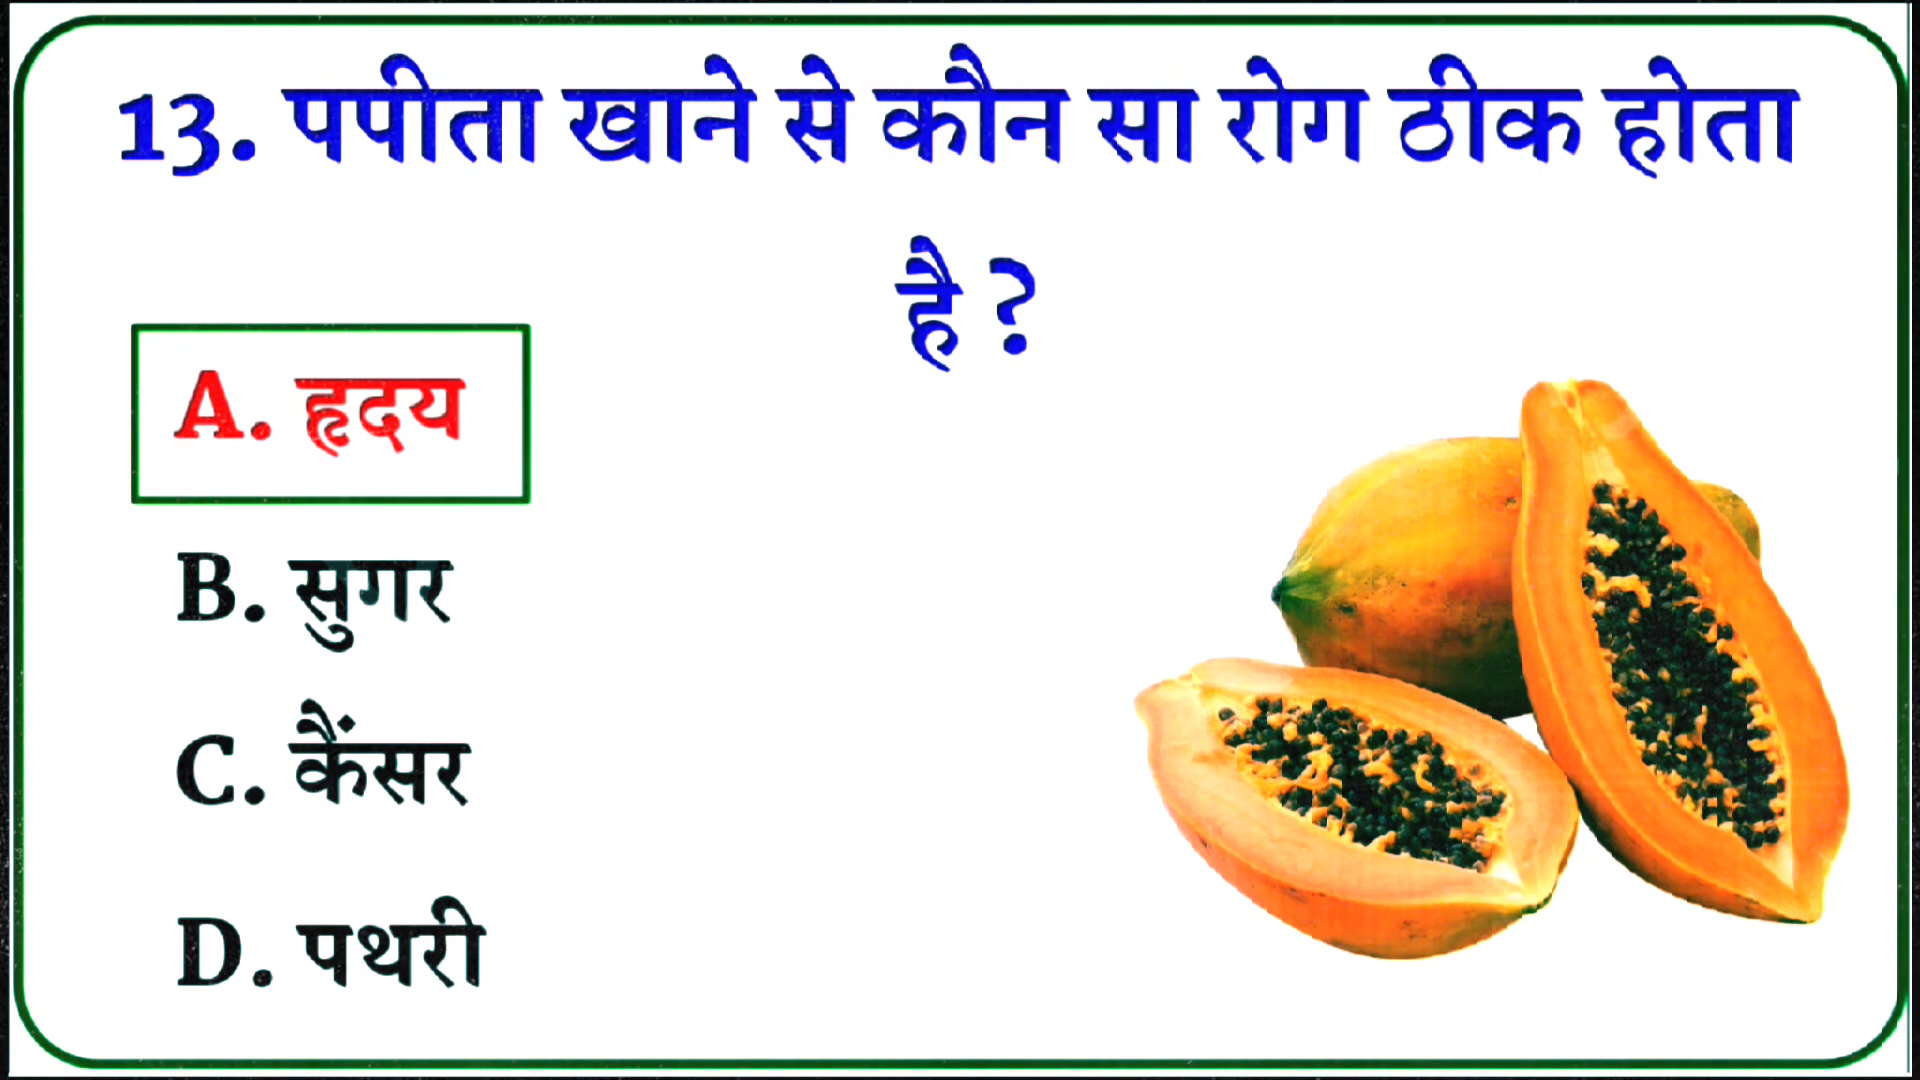 13. पपीता खाने से कौन सा रोग ठीक होता
है ?
A. हृदय
B. सुगर
C. कैंसर
D. पथरी